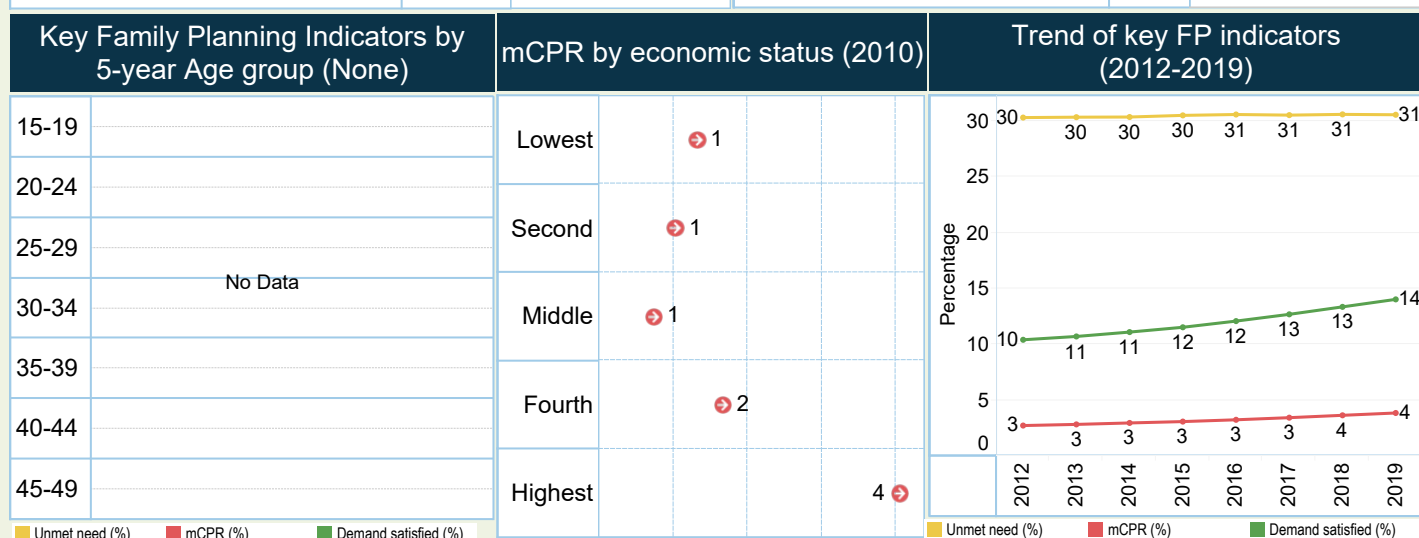 Key Family Planning Indicators by
5-year Age group (None)
15-19
20-24
25-29
30-34
35-39
40-44
45-49
No Data
Unmet need (%)
mCPR (%)
Demand satisfied (%)
mCPR by economic status (2010)
Lowest
1
Second
1
Middle
1
Fourth
2
Highest
4
Trend of key FP indicators
(2012-2019)
Percentage
30
25
20
15
10
5
0
30 30 30 30 31 31 31 31
10 11 11 12 12 13 13 14
3 3 3 3 3 3 4 4
2012 2013 2014 2015 2016 2017 2018 2019
Unmet need (%)
mCPR (%)
Demand satisfied (%)